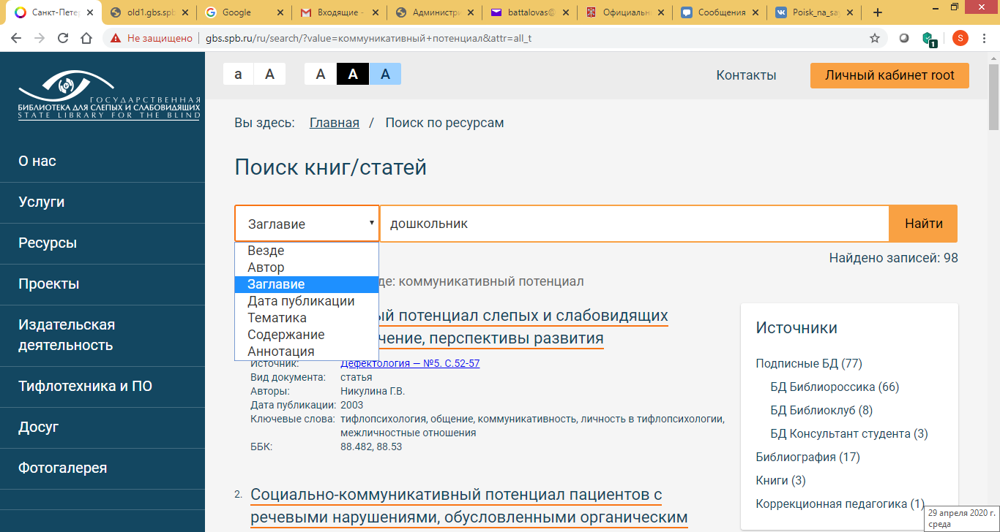 Санкт-Петер
old1.gbs.spb
Google
Входящие -
Администри
battalovas@
Официальн
Сообщения
Poisk_na_sa
Не защищено
gbs.spb.ru/ru/search/?value=коммуникативный+потенциал&attr=all_t
1
S
ГОСУДАРСТВЕННАЯ
БИБЛИОТЕКА ДЛЯ СЛЕПЫХ И СЛАБОВИДЯЩИХ
STATE LIBRARY FOR THE BLIND
О нас
Услуги
Ресурсы
Проекты
Издательская
деятельность
Тифлотехника и ПО
Досуг
Фотогалерея
а А А А А
Контакты
Личный кабинет root
Вы здесь: Главная / Поиск по ресурсам
Поиск книг/статей
Заглавие
дошкольник
Найти
Везде
Автор
Заглавие
Дата публикации
Тематика
Содержание
Аннотация
Найдено записей: 98
де: коммуникативный потенциал
ый потенциал слепых и слабовидящих
чение, перспективы развития
Источник: Дефектология — №5. С.52-57
Вид документа: статья
Авторы: Никулина Г.В.
Дата публикации: 2003
Ключевые слова: тифлопсихология, общение, коммуникативность, личность в тифлопсихологии,
межличностные отношения
ББК: 88.482, 88.53
2. Социально-коммуникативный потенциал пациентов с
речевыми нарушениями, обусловленными органическим
Источники
Подписные БД (77)
БД Библиороссика (66)
БД Библиоклуб (8)
БД Консультант студента (3)
Библиография (17)
Книги (3)
Коррекционная педагогика (1)
29 апреля 2020 г.
среда